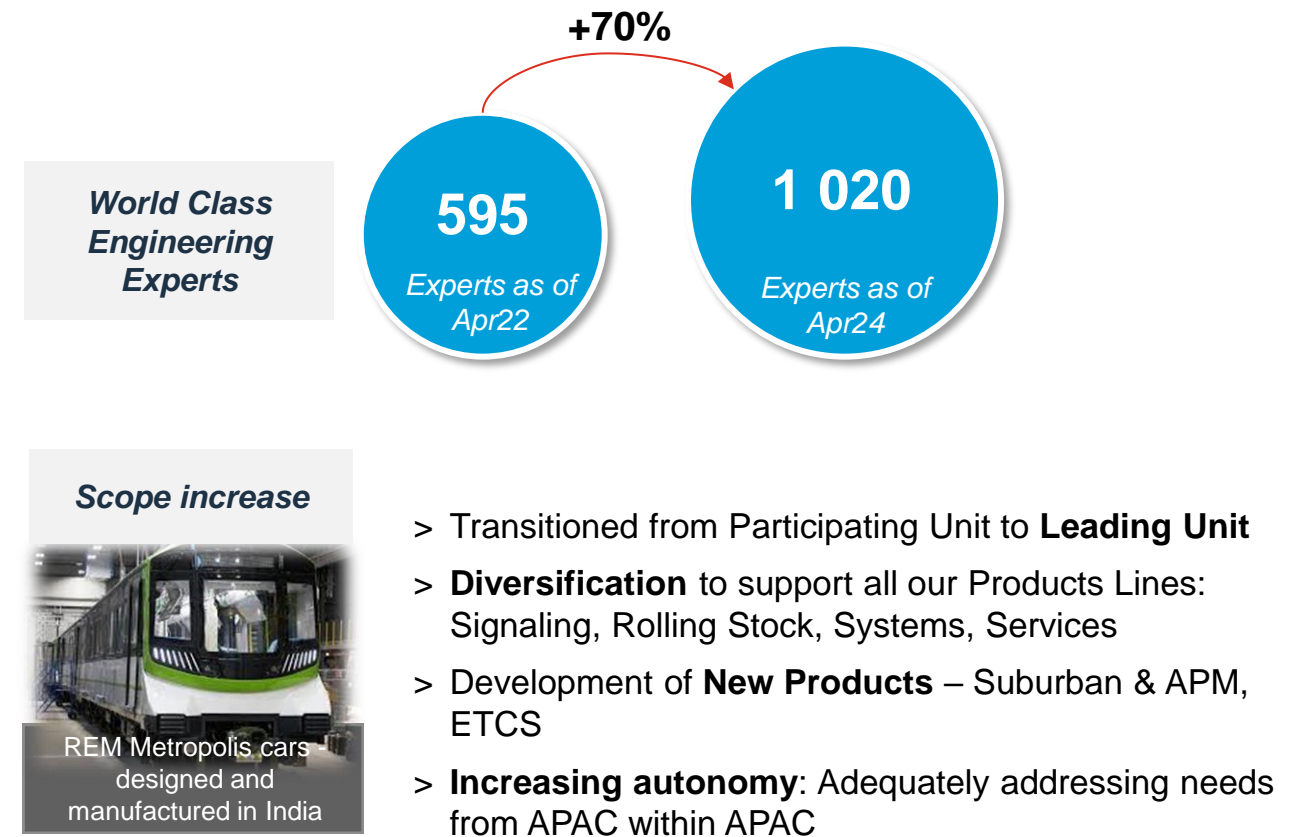 +70%
World Class
Engineering
Experts
595
Experts as of
Apr22
1 020
Experts as of
Apr24
Scope increase
REM Metropolis cars -
designed and
manufactured in India
> Transitioned from Participating Unit to Leading Unit
> Diversification to support all our Products Lines:
Signaling, Rolling Stock, Systems, Services
> Development of New Products – Suburban & APM,
ETCS
> Increasing autonomy: Adequately addressing needs
from APAC within APAC